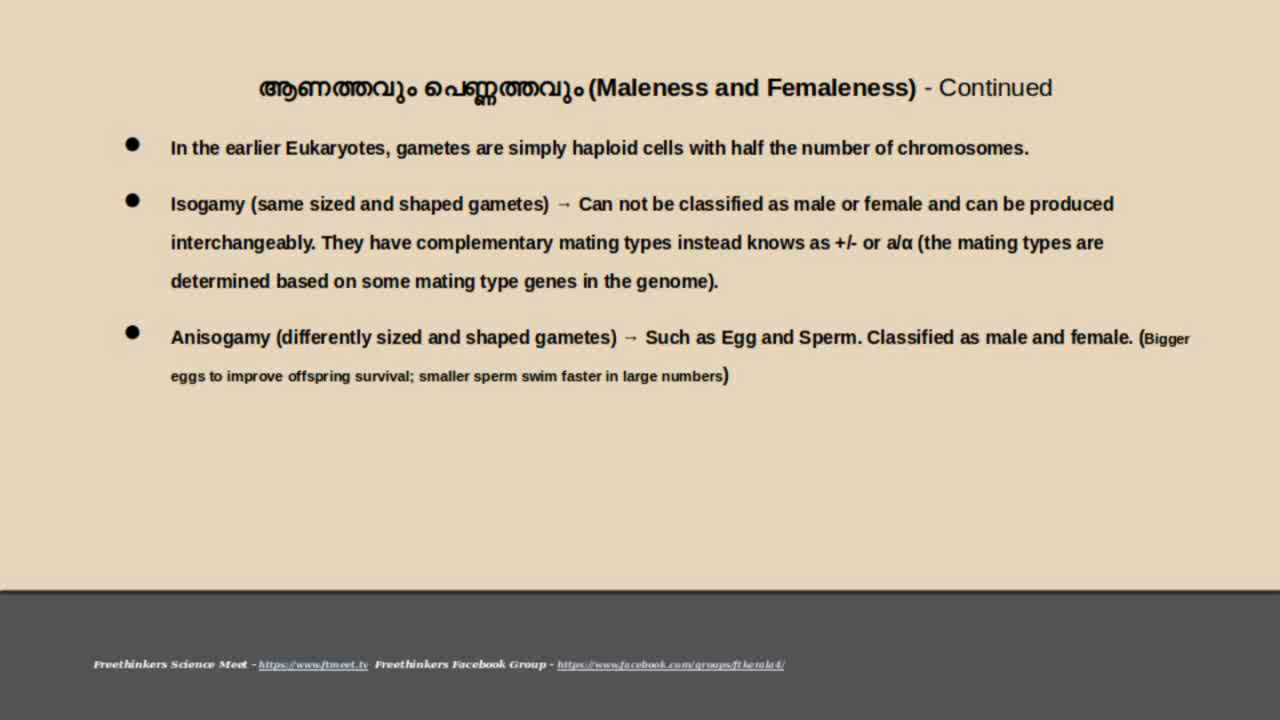 ആണത്തവും പെണ്ണത്തവും (Maleness and Femaleness) - Continued
● In the earlier Eukaryotes, gametes are simply haploid cells with half the number of chromosomes.
● Isogamy (same sized and shaped gametes) → Can not be classified as male or female and can be produced
interchangeably. They have complementary mating types instead knows as +/- or a/α (the mating types are
determined based on some mating type genes in the genome).
● Anisogamy (differently sized and shaped gametes) → Such as Egg and Sperm. Classified as male and female. (Bigger
eggs to improve offspring survival; smaller sperm swim faster in large numbers)
Freethinkers Science Meet - https://www.ftmeet.tv Freethinkers Facebook Group - https://www.facebook.com/groups/ftkerala4/